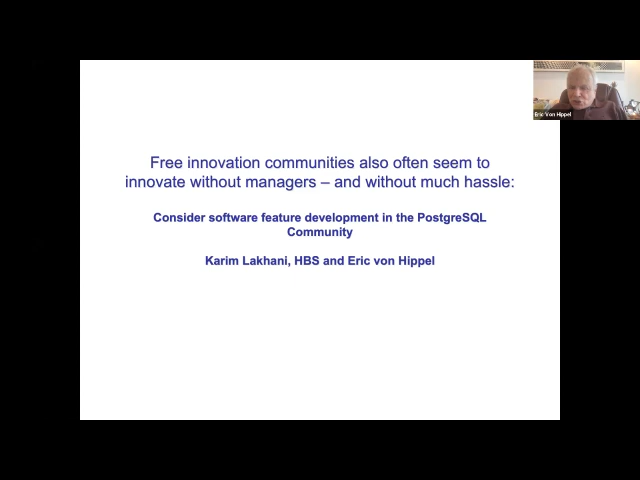 Eric Von Hippel
Free innovation communities also often seem to
innovate without managers – and without much hassle:
Consider software feature development in the PostgreSQL
Community
Karim Lakhani, HBS and Eric von Hippel